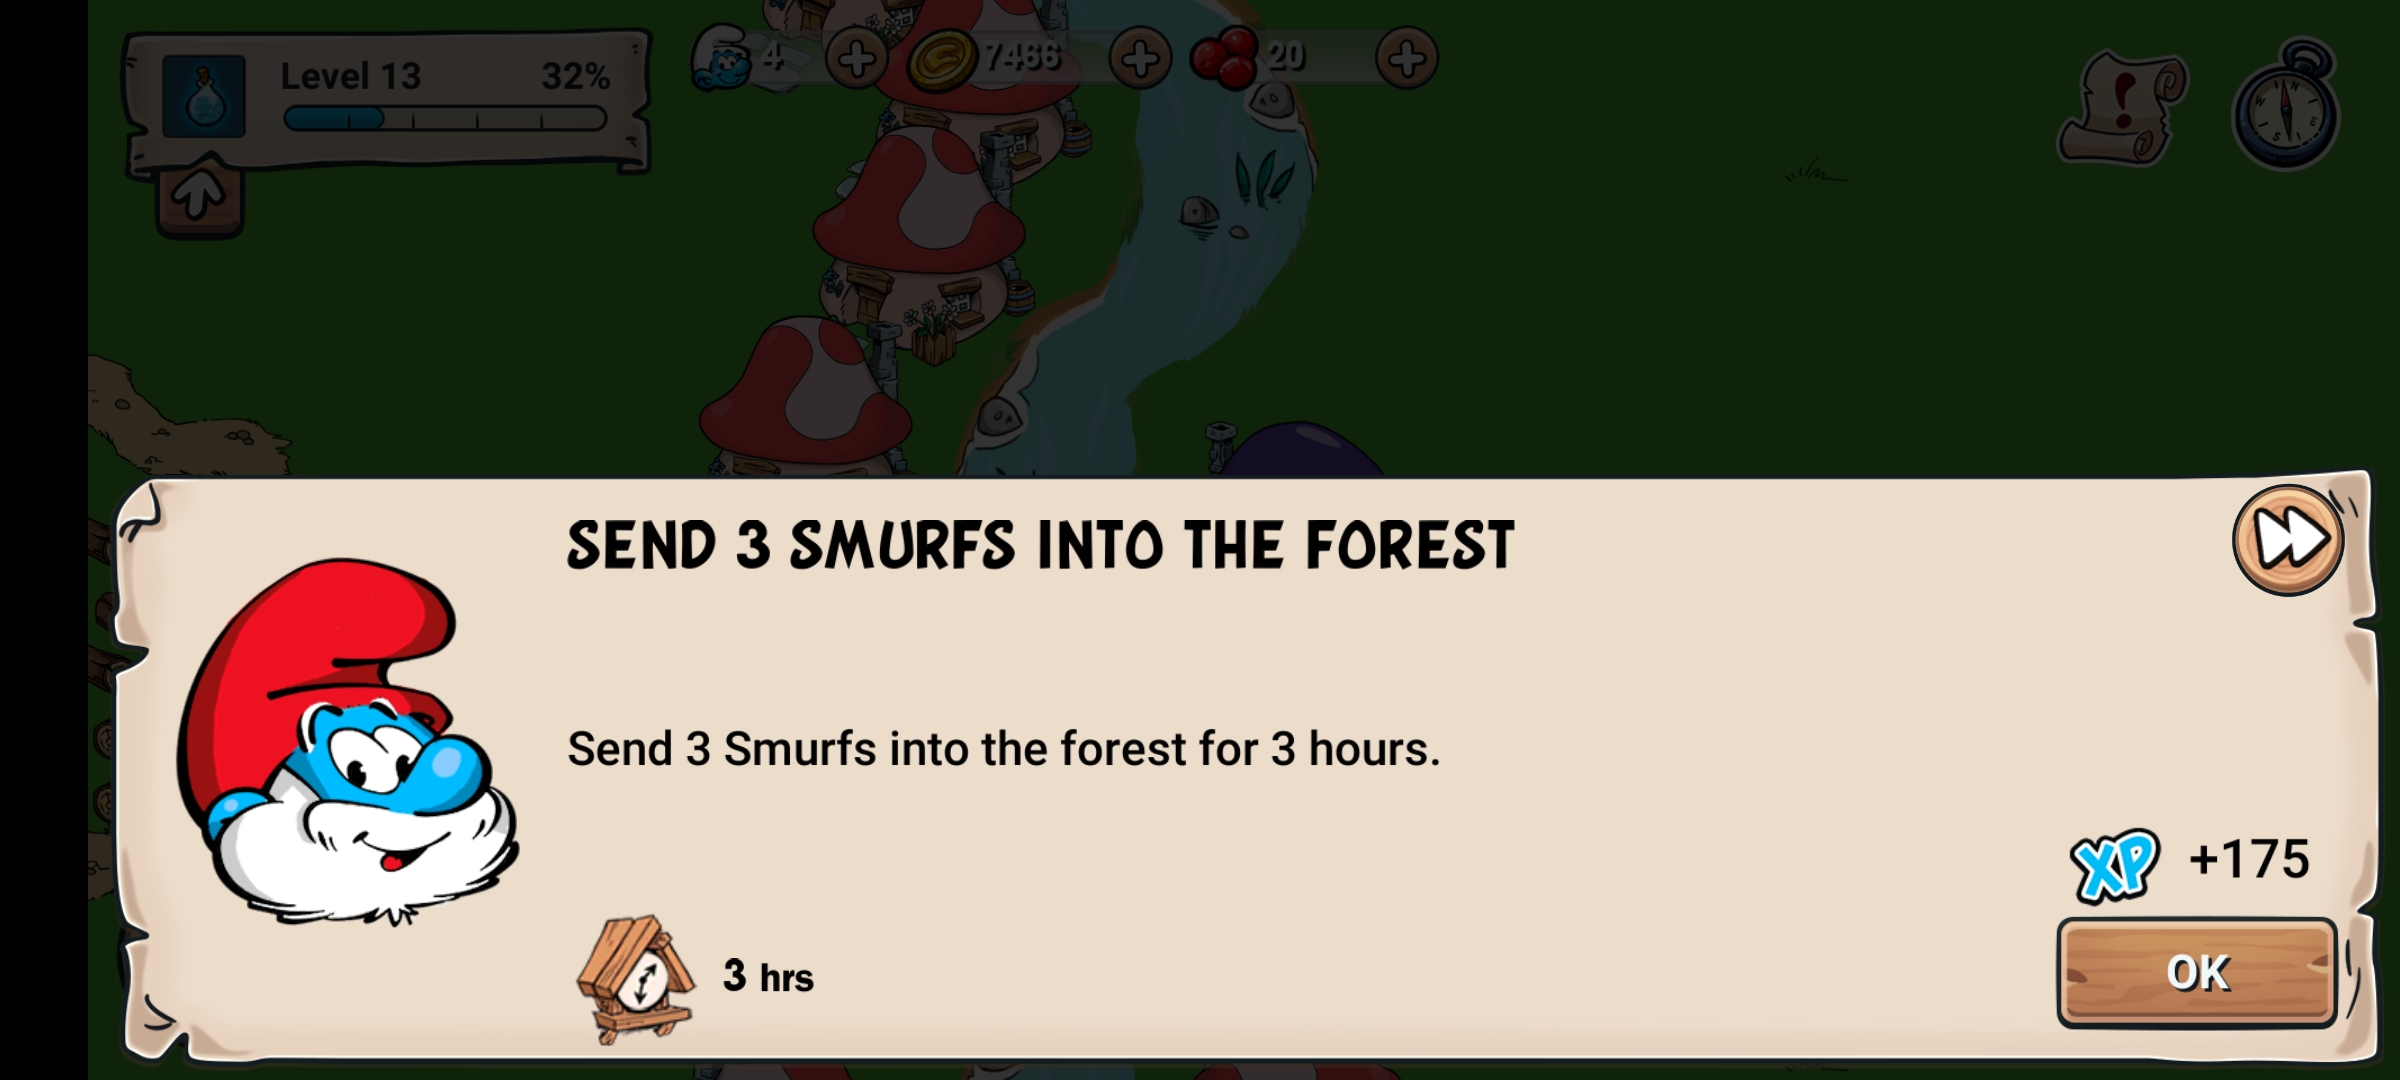 Level 13 32%
4 7466 20
SEND 3 SMURFS INTO THE FOREST
Send 3 Smurfs into the forest for 3 hours.
XP +175
3 hrs
OK